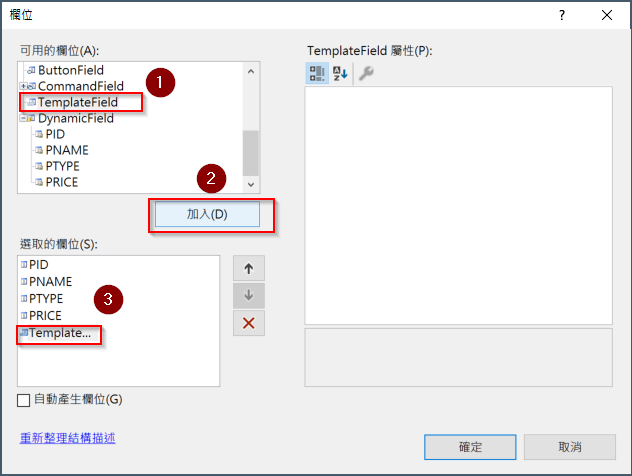 欄位
可用的欄位(A):
ButtonField
CommandField
TemplateField
DynamicField
PID
PNAME
PTYPE
PRICE
1
2
加入(D)
選取的欄位(S):
PID
PNAME
PTYPE
PRICE
Template...
3
自動產生欄位(G)
重新整理結構描述
TemplateField 屬性(P):
確定
取消